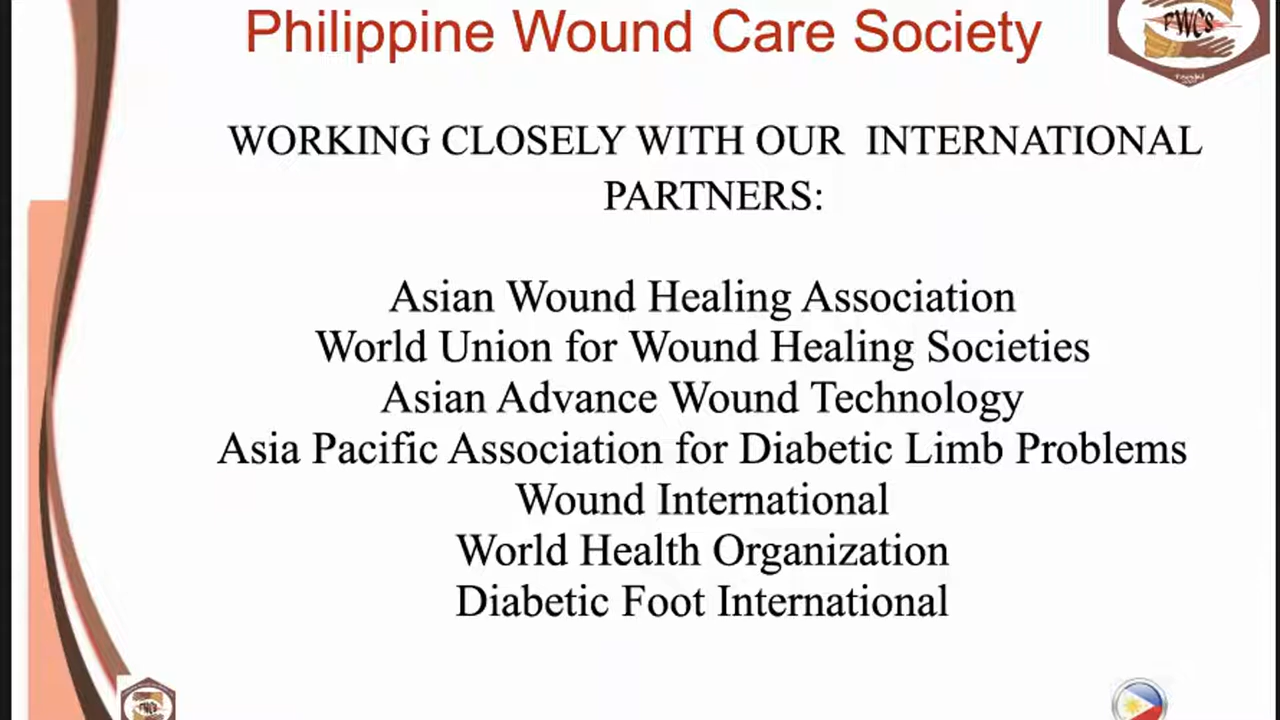 Philippine Wound Care Society
PWCS
Founded
WORKING CLOSELY WITH OUR INTERNATIONAL
PARTNERS:
Asian Wound Healing Association
World Union for Wound Healing Societies
Asian Advance Wound Technology
Asia Pacific Association for Diabetic Limb Problems
Wound International
World Health Organization
Diabetic Foot International